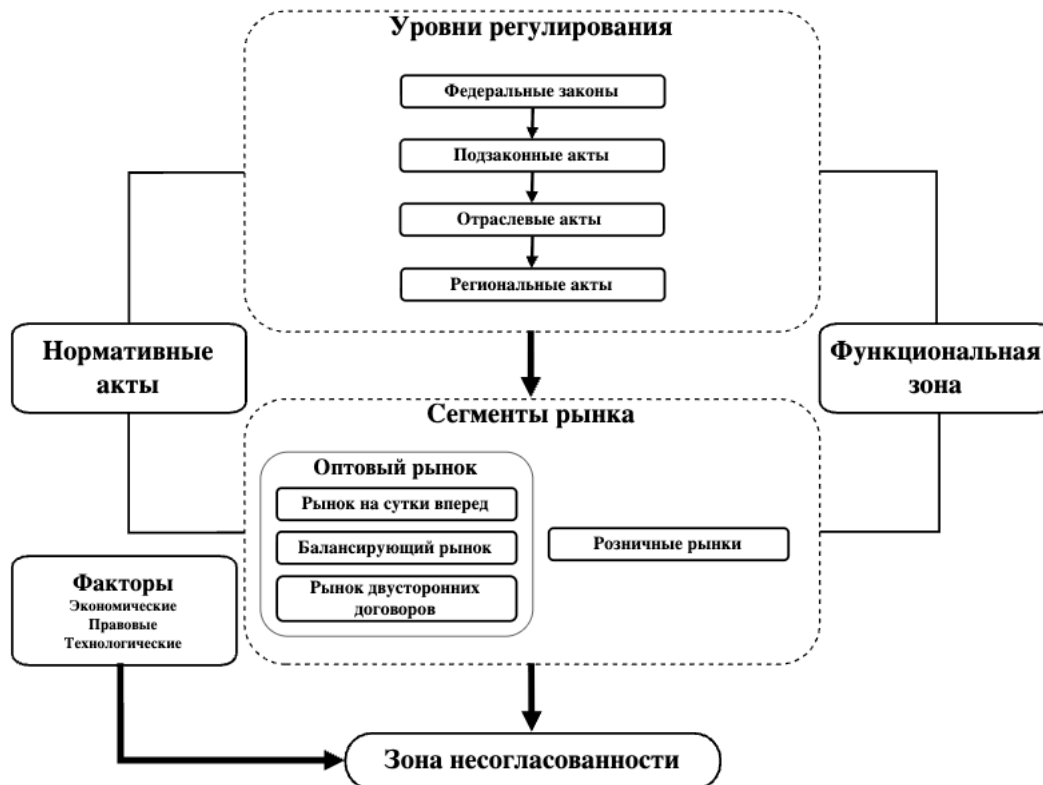 Уровни регулирования
Федеральные законы
Подзаконные акты
Отраслевые акты
Региональные акты
Нормативные
акты
Функциональная
зона
Сегменты рынка
Оптовый рынок
Рынок на сутки вперед
Балансирующий рынок
Рынок двусторонних
договоров
Розничные рынки
Факторы
Экономические
Правовые
Технологические
Зона несогласованности